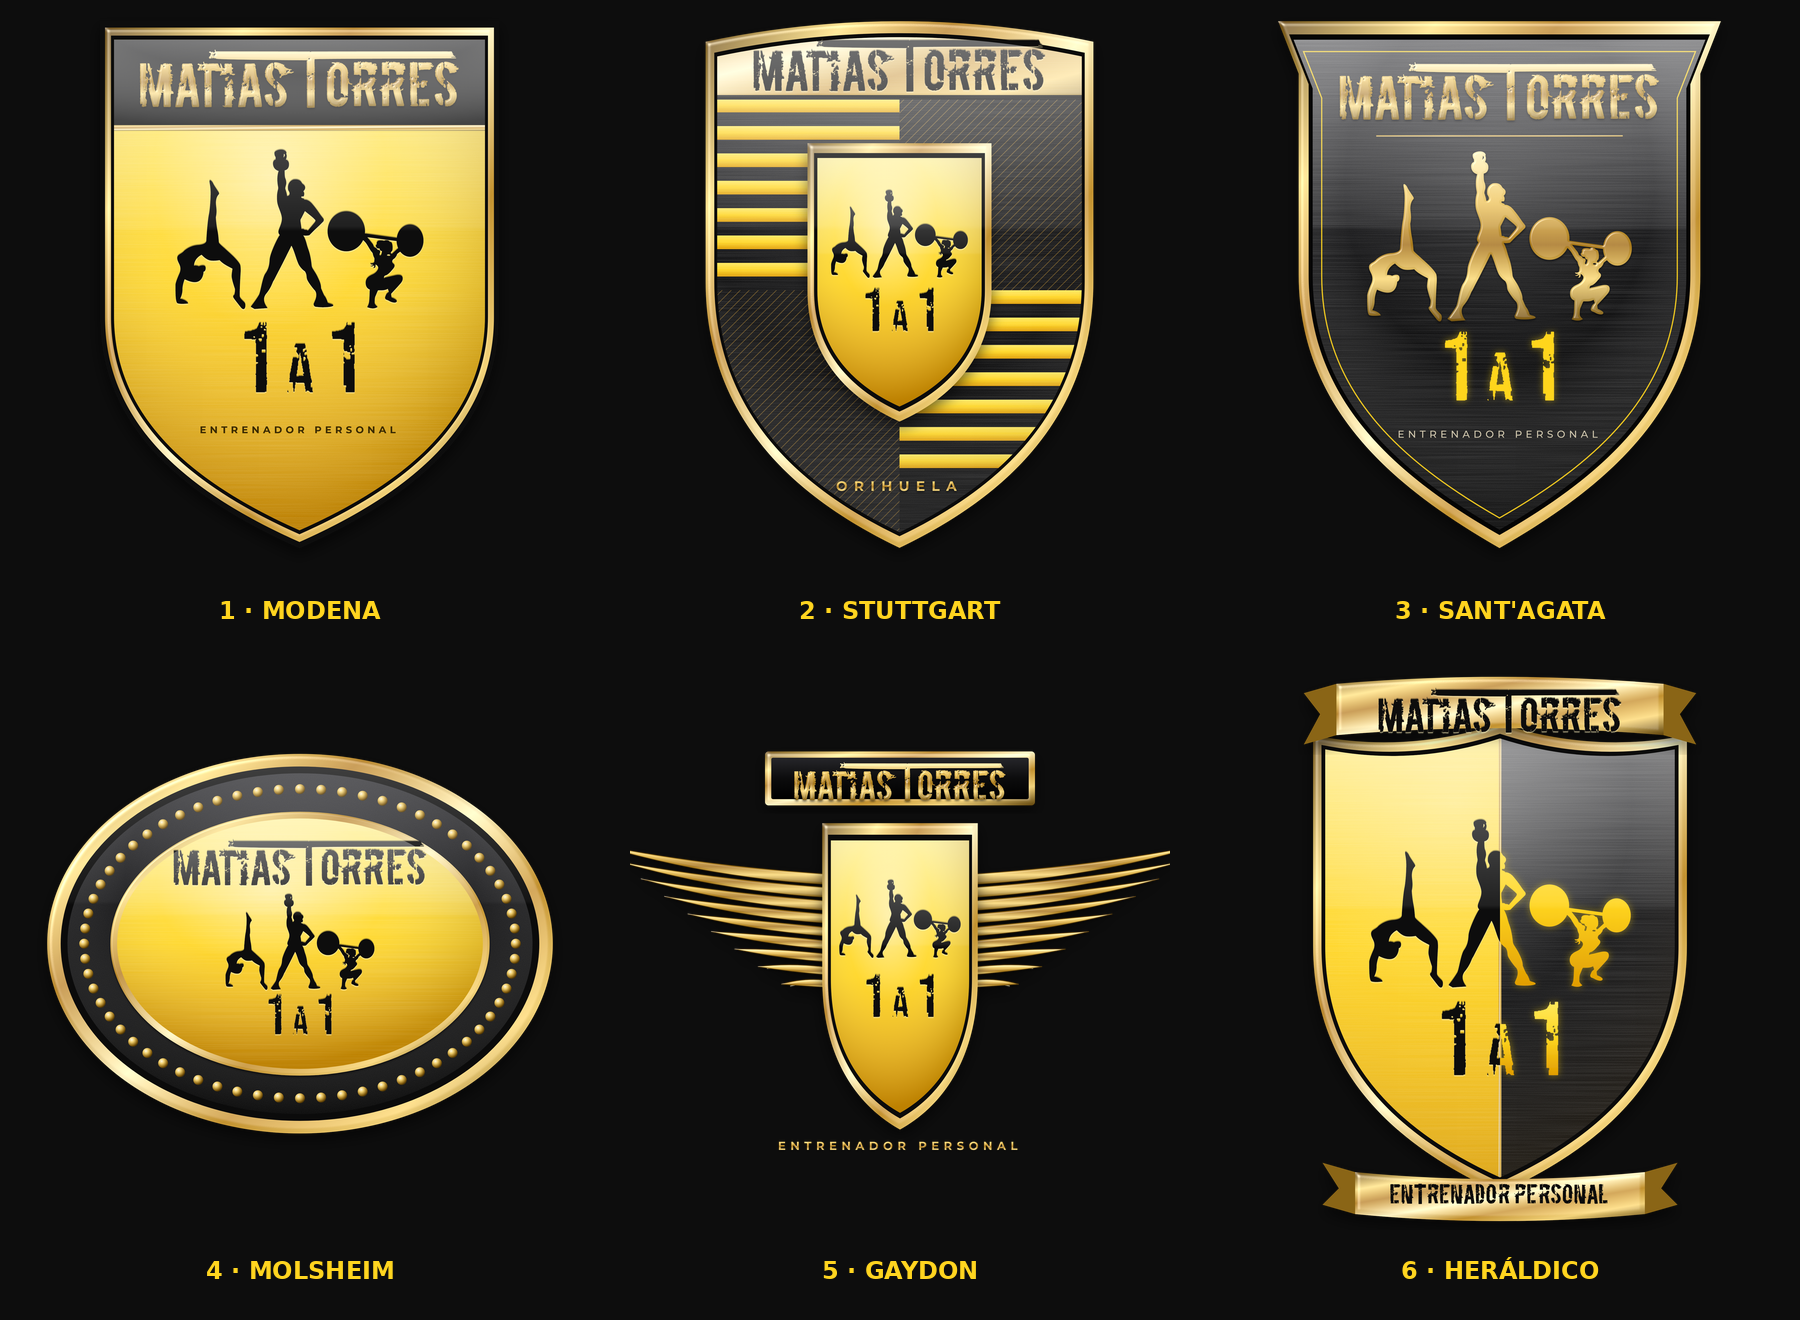 MATIAS TORRES
1 A 1
ENTRENADOR PERSONAL
1 · MODENA
MATIAS TORRES
1 A 1
ORIHUELA
2 · STUTTGART
MATIAS TORRES
1 A 1
ENTRENADOR PERSONAL
3 · SANT'AGATA
MATIAS TORRES
1 A 1
4 · MOLSHEIM
MATIAS TORRES
1 A 1
ENTRENADOR PERSONAL
5 · GAYDON
MATIAS TORRES
1 A 1
ENTRENADOR PERSONAL
6 · HERÁLDICO